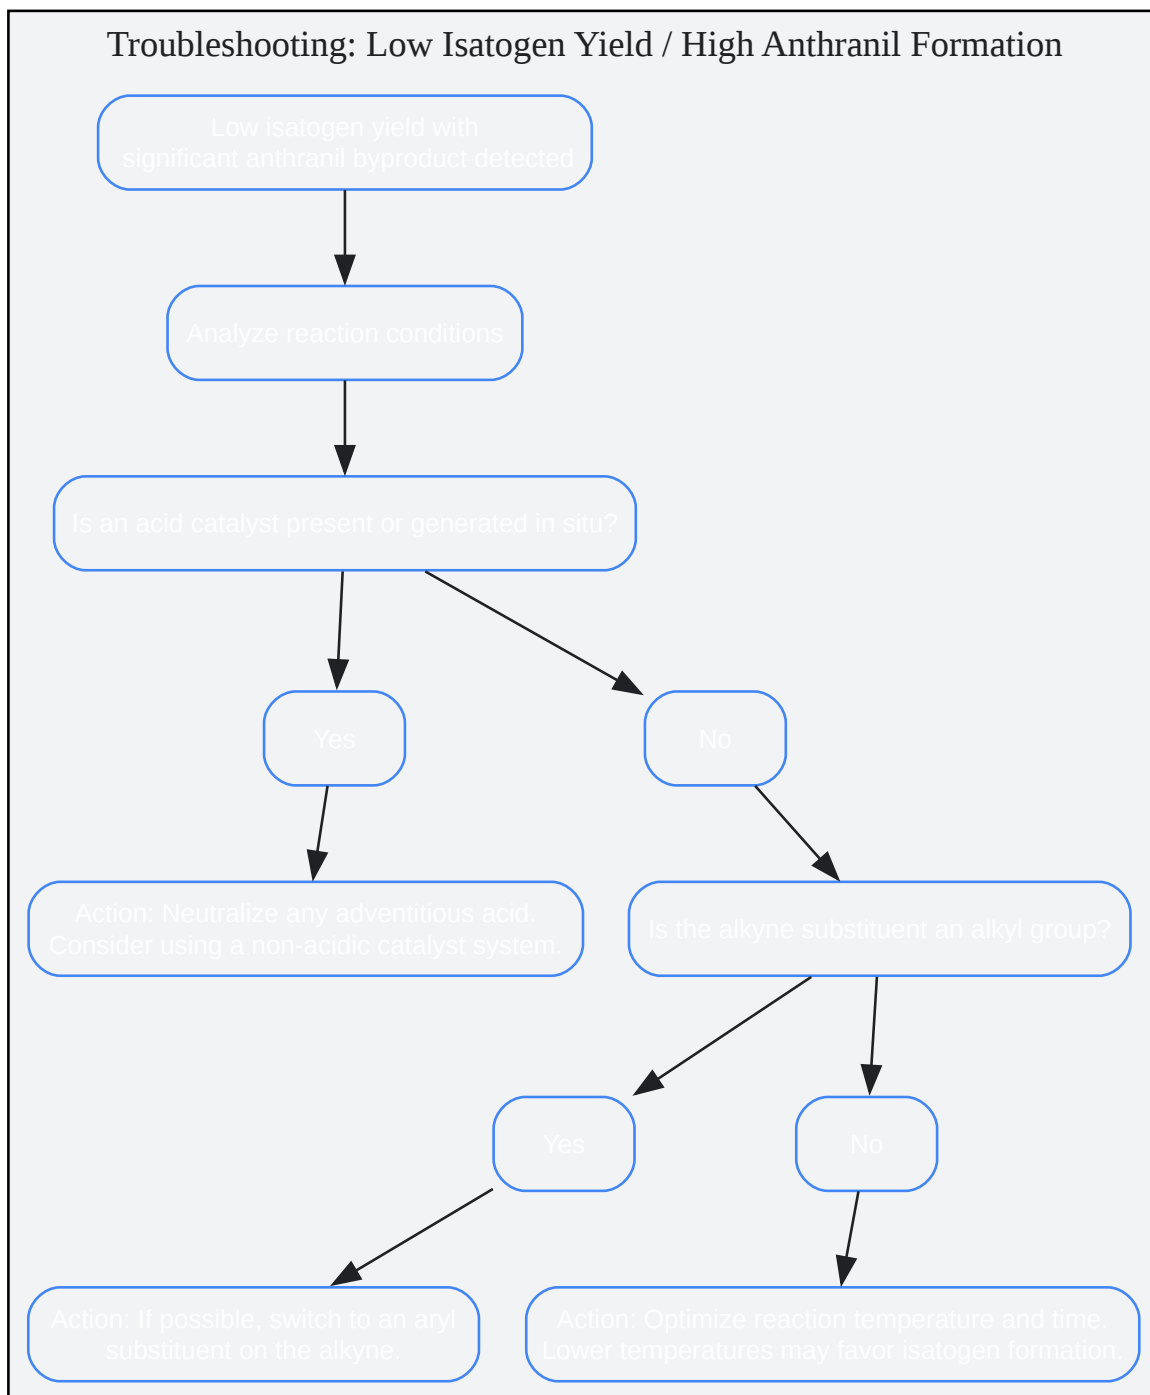 Troubleshooting: Low Isatogen Yield / High Anthranil Formation
Low isatogen yield with
significant anthranil byproduct detected
Analyze reaction conditions
Is an acid catalyst present or generated in situ?
Yes
No
Action: Neutralize any adventitious acid.
Consider using a non-acidic catalyst system.
Is the alkyne substituent an alkyl group?
Yes
No
Action: If possible, switch to an aryl
substituent on the alkyne.
Action: Optimize reaction temperature and time.
Lower temperatures may favor isatogen formation.